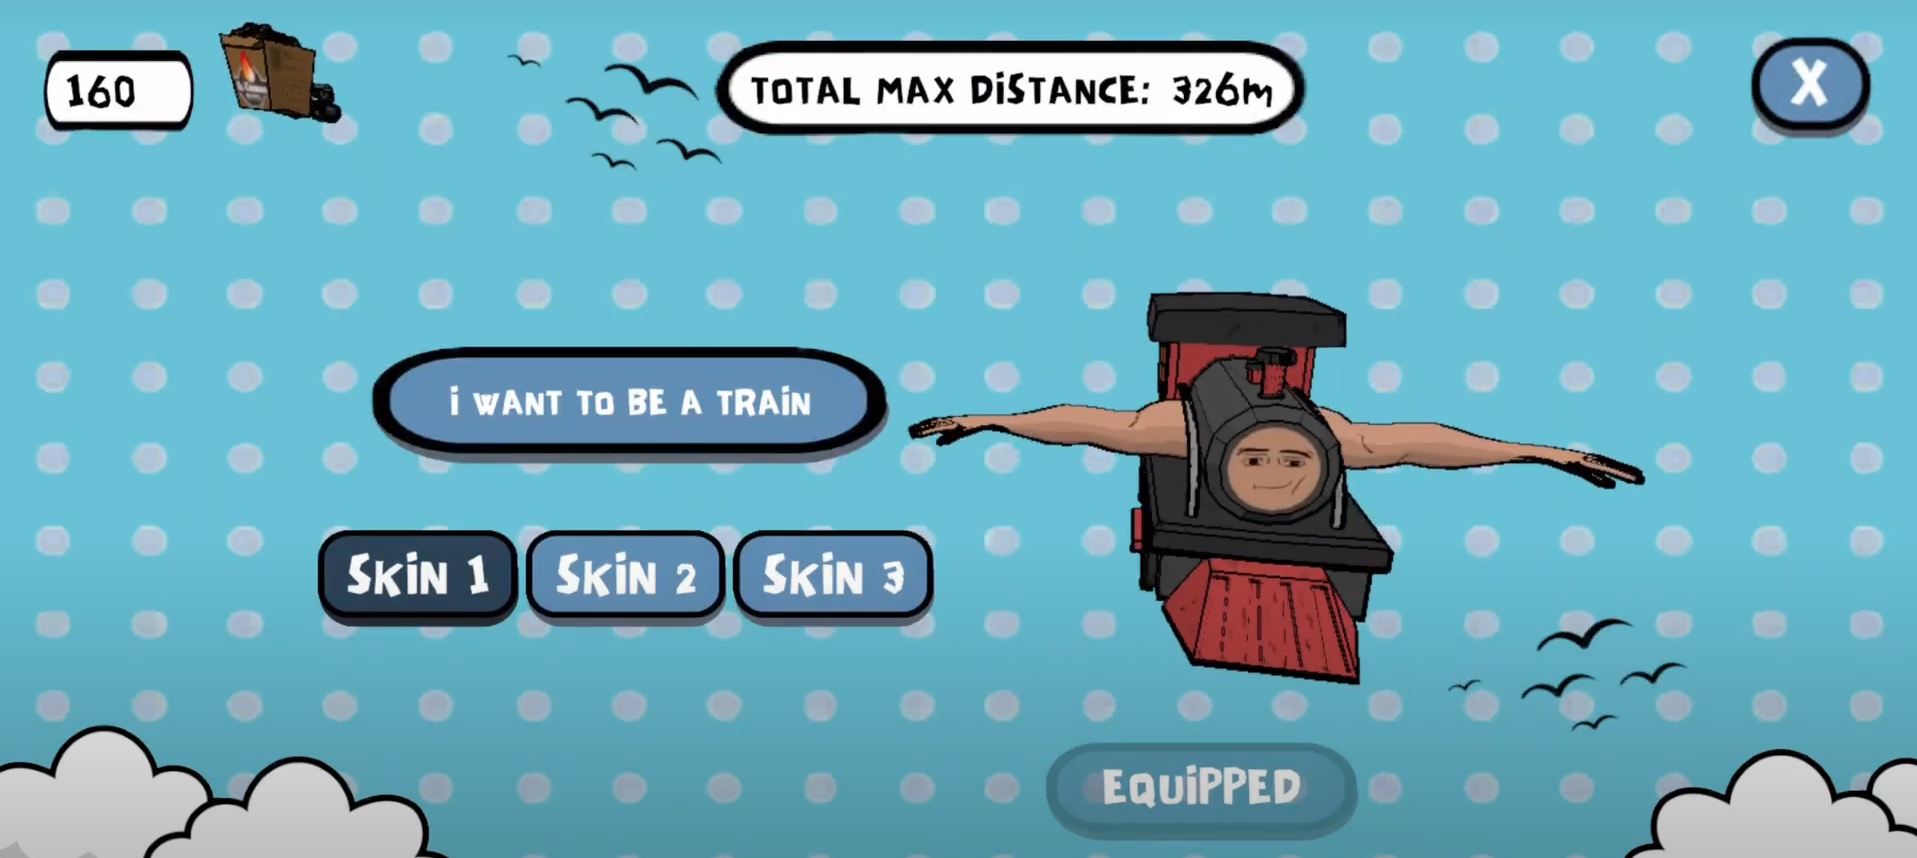 160
TOTAL MAX DiSTANCE: 326m
X
i WANT TO BE A TRAiN
SKiN 1
SKiN 2
SKiN 3
EQUiPPED